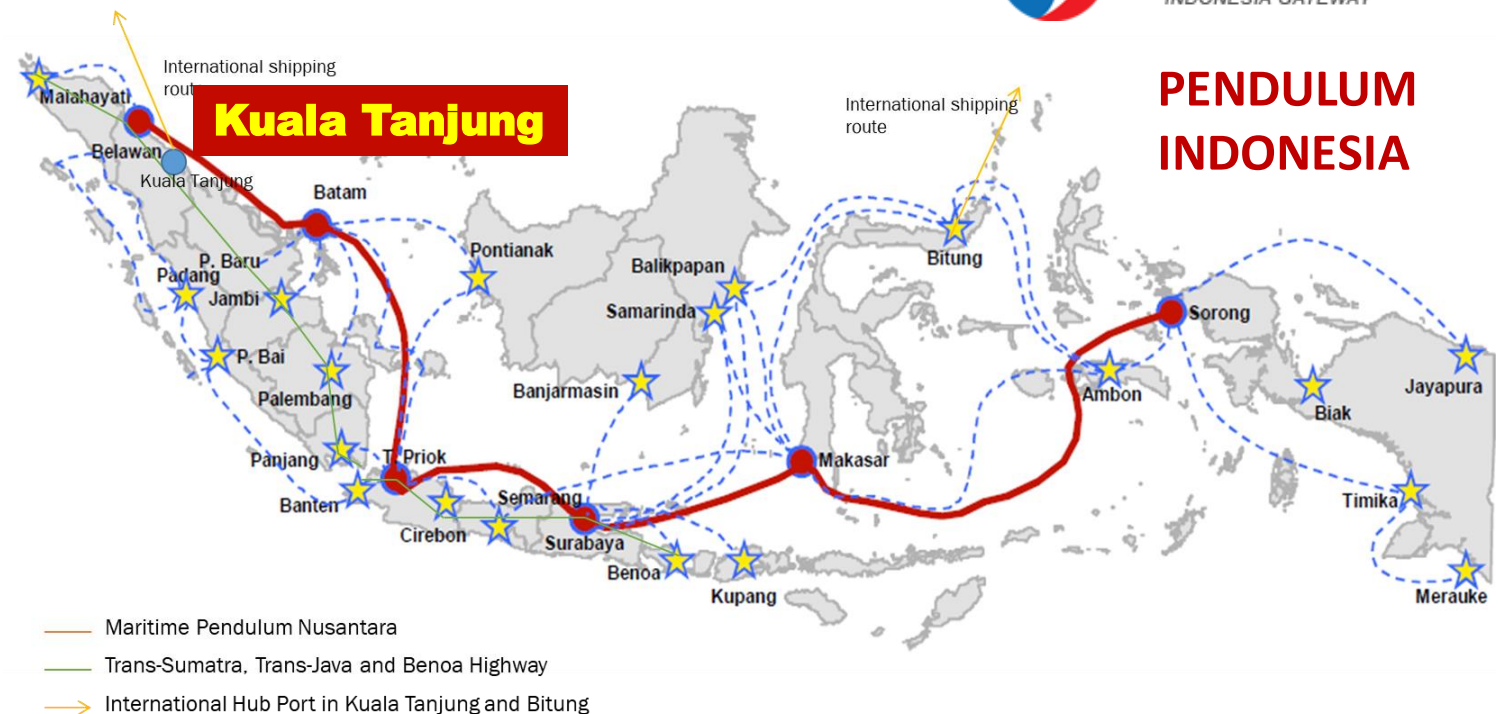 INDONESIA GATEWAY
PENDULUM
INDONESIA
International shipping
rout
Kuala Tanjung
International shipping
route
Malahayati
Belawan
Kuala Tanjung
Batam
Pontianak
P. Baru
Padang
Jambi
P. Bai
Palembang
Panjang
T. Priok
Banten
Cirebon
Semarang
Surabaya
Benoa
Kupang
Balikpapan
Samarinda
Banjarmasin
Makasar
Bitung
Ambon
Sorong
Jayapura
Biak
Timika
Merauke
Maritime Pendulum Nusantara
Trans-Sumatra, Trans-Java and Benoa Highway
International Hub Port in Kuala Tanjung and Bitung